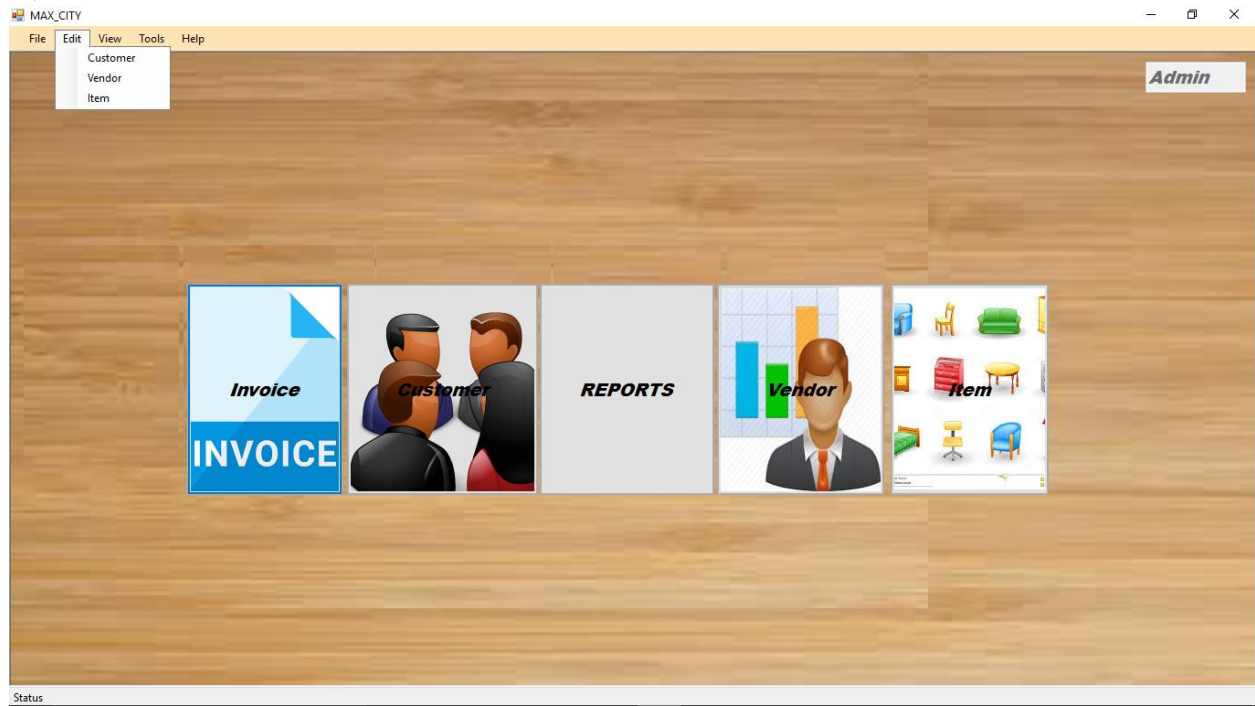 MAX_CITY
File Edit View Tools Help
Customer
Vendor
Item
Admin
Invoice Customer REPORTS Vendor Item
INVOICE
Status